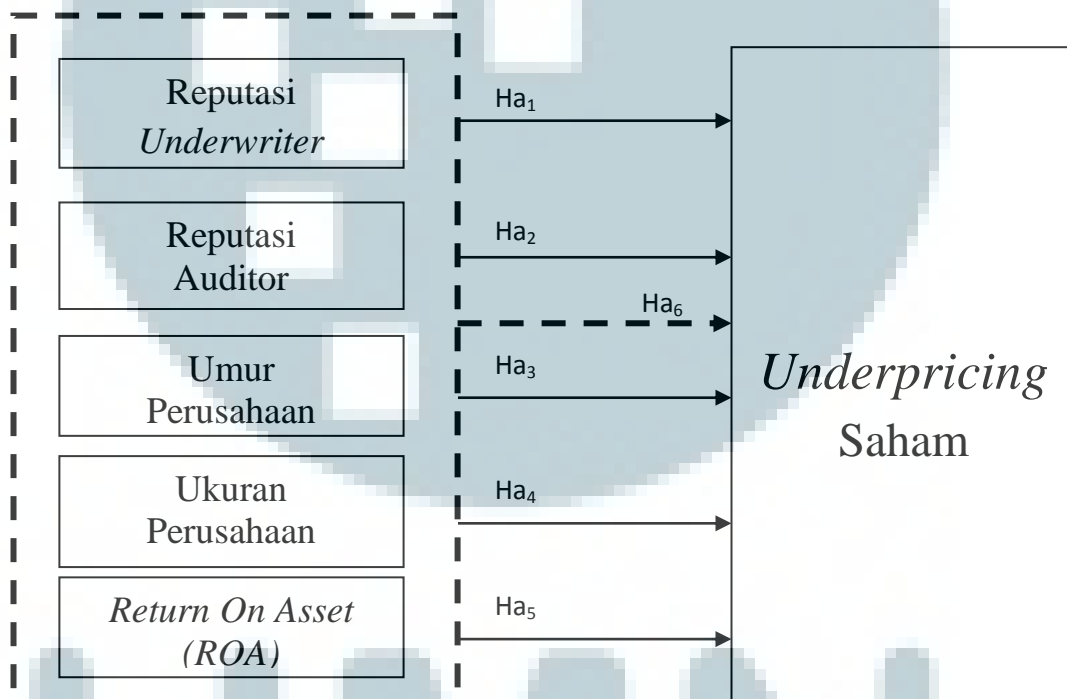 Reputasi
Underwriter
Ha1
Reputasi
Auditor
Ha2
Ha6
Umur
Perusahaan
Ha3
Underpricing
Saham
Ukuran
Perusahaan
Ha4
Return On Asset
(ROA)
Ha5